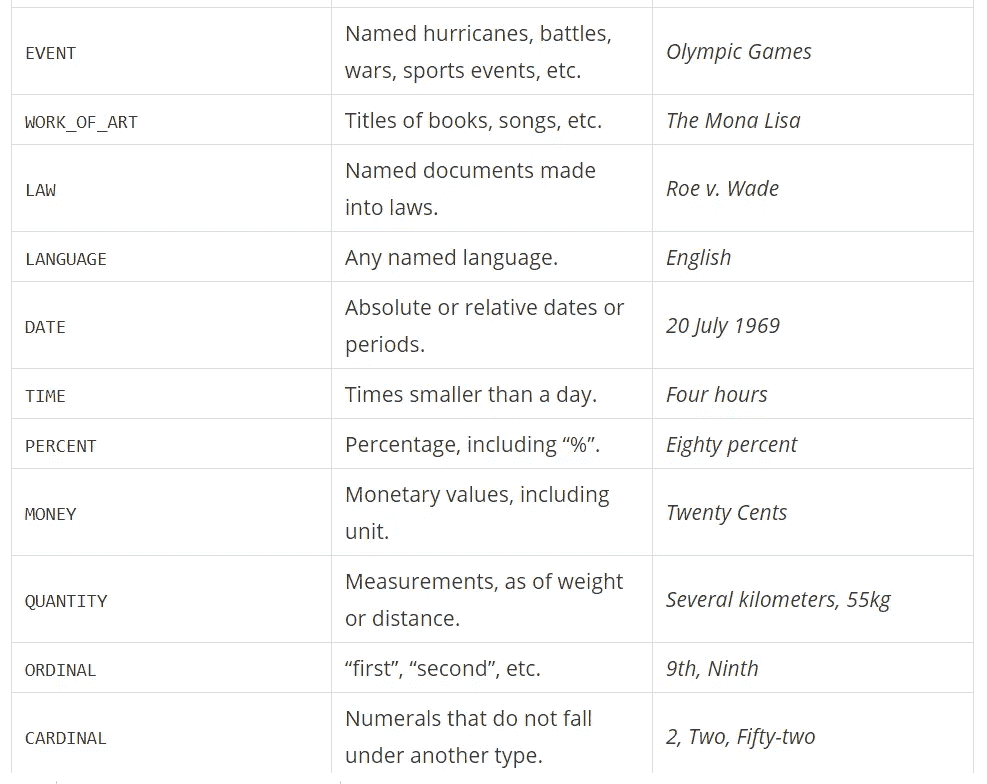 EVENT
Named hurricanes, battles,
wars, sports events, etc.
Olympic Games
WORK_OF_ART
Titles of books, songs, etc.
The Mona Lisa
LAW
Named documents made
into laws.
Roe v. Wade
LANGUAGE
Any named language.
English
DATE
Absolute or relative dates or
periods.
20 July 1969
TIME
Times smaller than a day.
Four hours
PERCENT
Percentage, including “%”.
Eighty percent
MONEY
Monetary values, including
unit.
Twenty Cents
QUANTITY
Measurements, as of weight
or distance.
Several kilometers, 55kg
ORDINAL
“first”, “second”, etc.
9th, Ninth
CARDINAL
Numerals that do not fall
under another type.
2, Two, Fifty-two